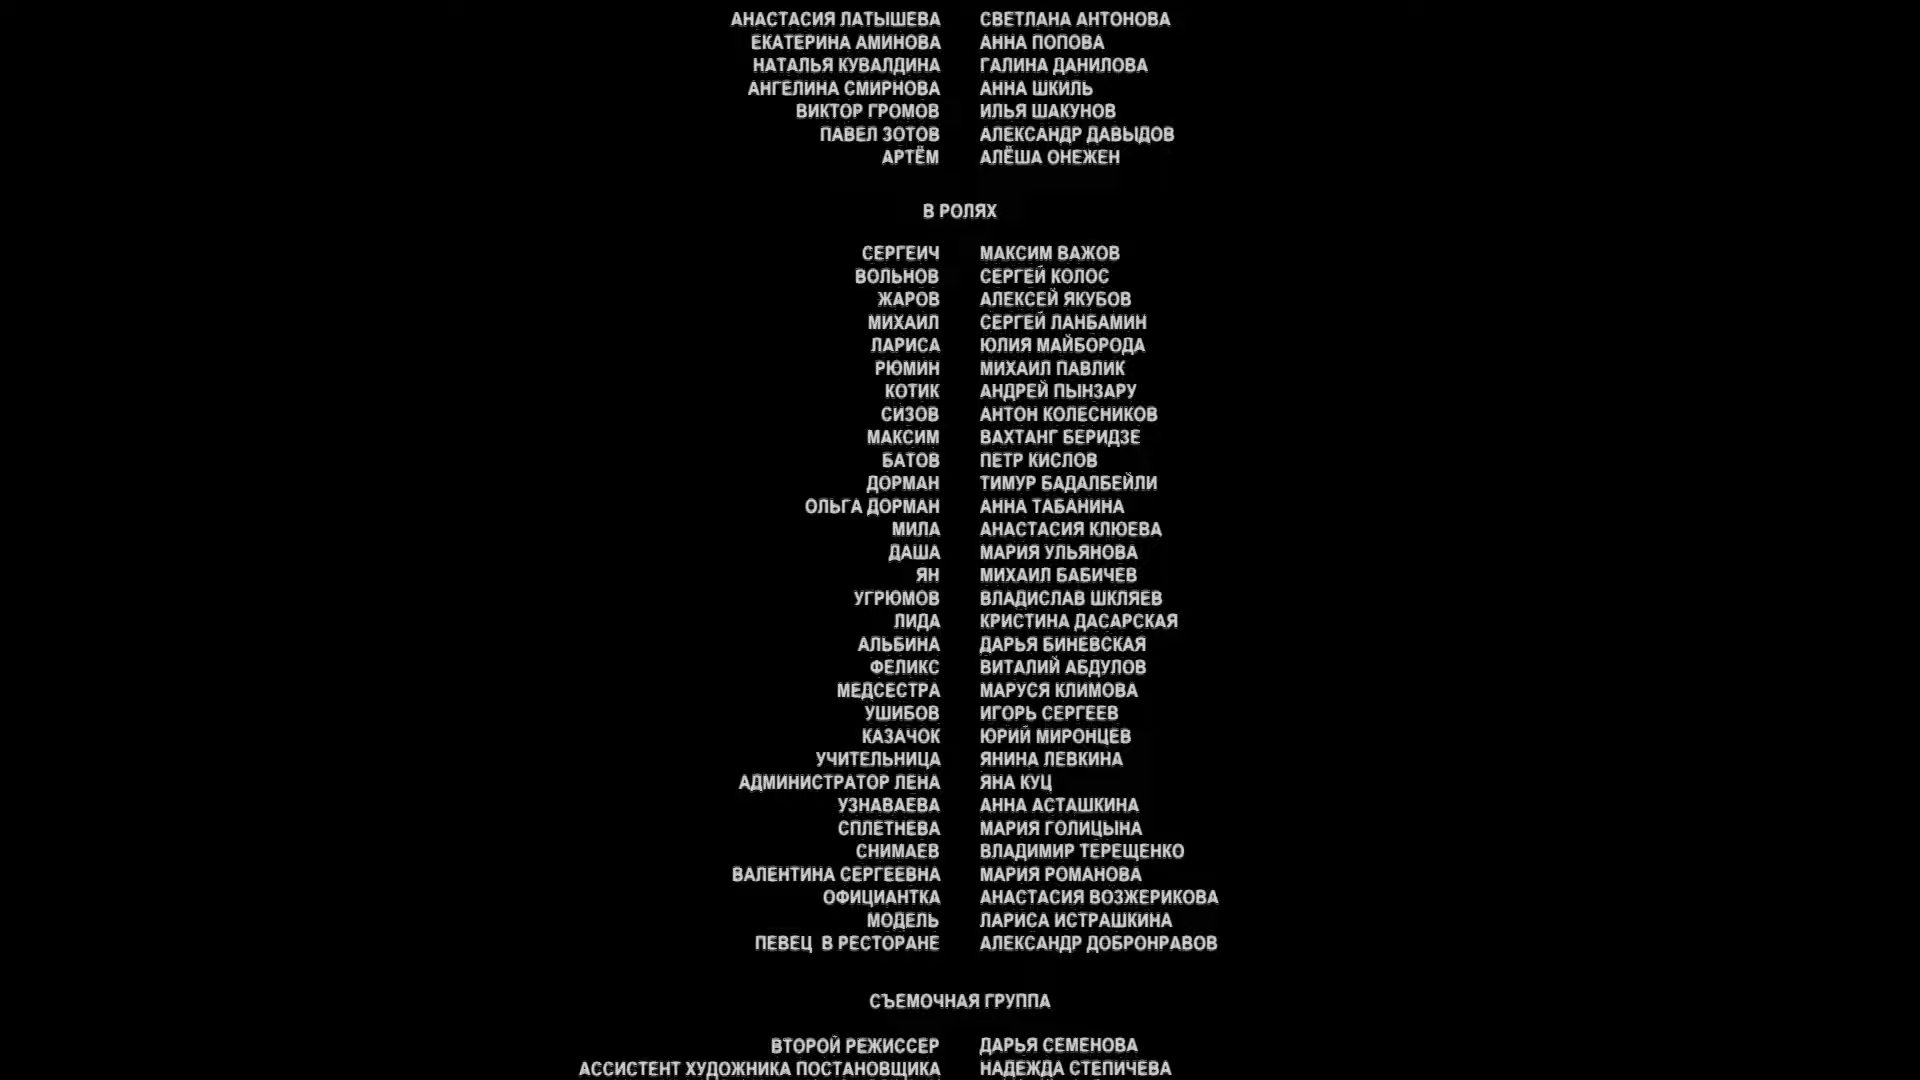 АНАСТАСИЯ ЛАТЫШЕВА СВЕТЛАНА АНТОНОВА
ЕКАТЕРИНА АМИНОВА АННА ПОПОВА
НАТАЛЬЯ КУВАЛДИНА ГАЛИНА ДАНИЛОВА
АНГЕЛИНА СМИРНОВА АННА ШКИЛЬ
ВИКТОР ГРОМОВ ИЛЬЯ ШАКУНОВ
ПАВЕЛ ЗОТОВ АЛЕКСАНДР ДАВЫДОВ
АРТЁМ АЛЁША ОНЕЖЕН
В РОЛЯХ
СЕРГЕИЧ МАКСИМ ВАЖОВ
ВОЛЬНОВ СЕРГЕЙ КОЛОС
ЖАРОВ АЛЕКСЕЙ ЯКУБОВ
МИХАИЛ СЕРГЕЙ ЛАНБАМИН
ЛАРИСА ЮЛИЯ МАЙБОРОДА
РЮМИН МИХАИЛ ПАВЛИК
КОТИК АНДРЕЙ ПЫНЗАРУ
СИЗОВ АНТОН КОЛЕСНИКОВ
МАКСИМ ВАХТАНГ БЕРИДЗЕ
БАТОВ ПЕТР КИСЛОВ
ДОРМАН ТИМУР БАДАЛБЕЙЛИ
ОЛЬГА ДОРМАН АННА ТАБАНИНА
МИЛА АНАСТАСИЯ КЛЮЕВА
ДАША МАРИЯ УЛЬЯНОВА
ЯН МИХАИЛ БАБИЧЕВ
УГРЮМОВ ВЛАДИСЛАВ ШКЛЯЕВ
ЛИДА КРИСТИНА ДАСАРСКАЯ
АЛЬБИНА ДАРЬЯ БИНЕВСКАЯ
ФЕЛИКС ВИТАЛИЙ АБДУЛОВ
МЕДСЕСТРА МАРУСЯ КЛИМОВА
УШИБОВ ИГОРЬ СЕРГЕЕВ
КАЗАЧОК ЮРИЙ МИРОНЦЕВ
УЧИТЕЛЬНИЦА ЯНИНА ЛЕВКИНА
АДМИНИСТРАТОР ЛЕНА ЯНА КУЦ
УЗНАВАЕВА АННА АСТАШКИНА
СПЛЕТНЕВА МАРИЯ ГОЛИЦЫНА
СНИМАЕВ ВЛАДИМИР ТЕРЕЩЕНКО
ВАЛЕНТИНА СЕРГЕЕВНА МАРИЯ РОМАНОВА
ОФИЦИАНТКА АНАСТАСИЯ ВОЗЖЕРИКОВА
МОДЕЛЬ ЛАРИСА ИСТРАШКИНА
ПЕВЕЦ В РЕСТОРАНЕ АЛЕКСАНДР ДОБРОНРАВОВ
СЪЕМОЧНАЯ ГРУППА
ВТОРОЙ РЕЖИССЕР ДАРЬЯ СЕМЕНОВА
АССИСТЕНТ ХУДОЖНИКА ПОСТАНОВЩИКА НАДЕЖДА СТЕПИЧЕВА